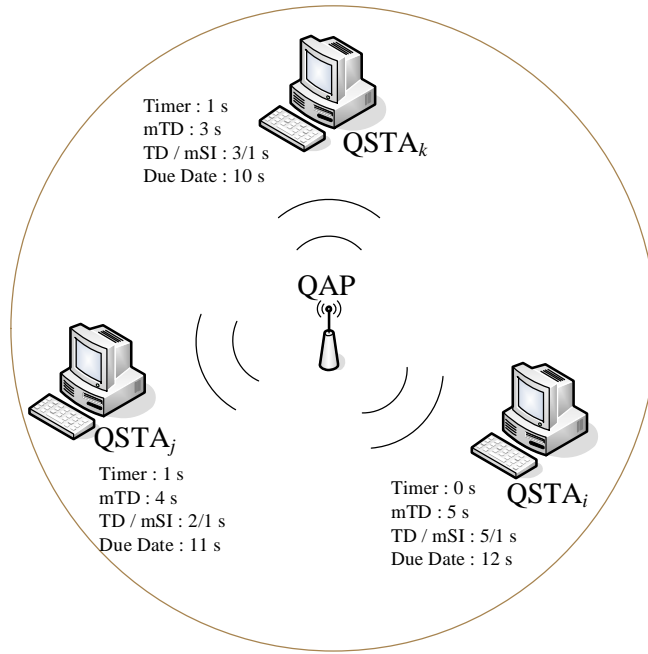 Timer : 1 s
mTD : 3 s
TD / mSI : 3/1 s
Due Date : 10 s
QSTAk
QAP
QSTAj
Timer : 1 s
mTD : 4 s
TD / mSI : 2/1 s
Due Date : 11 s
QSTAi
Timer : 0 s
mTD : 5 s
TD / mSI : 5/1 s
Due Date : 12 s